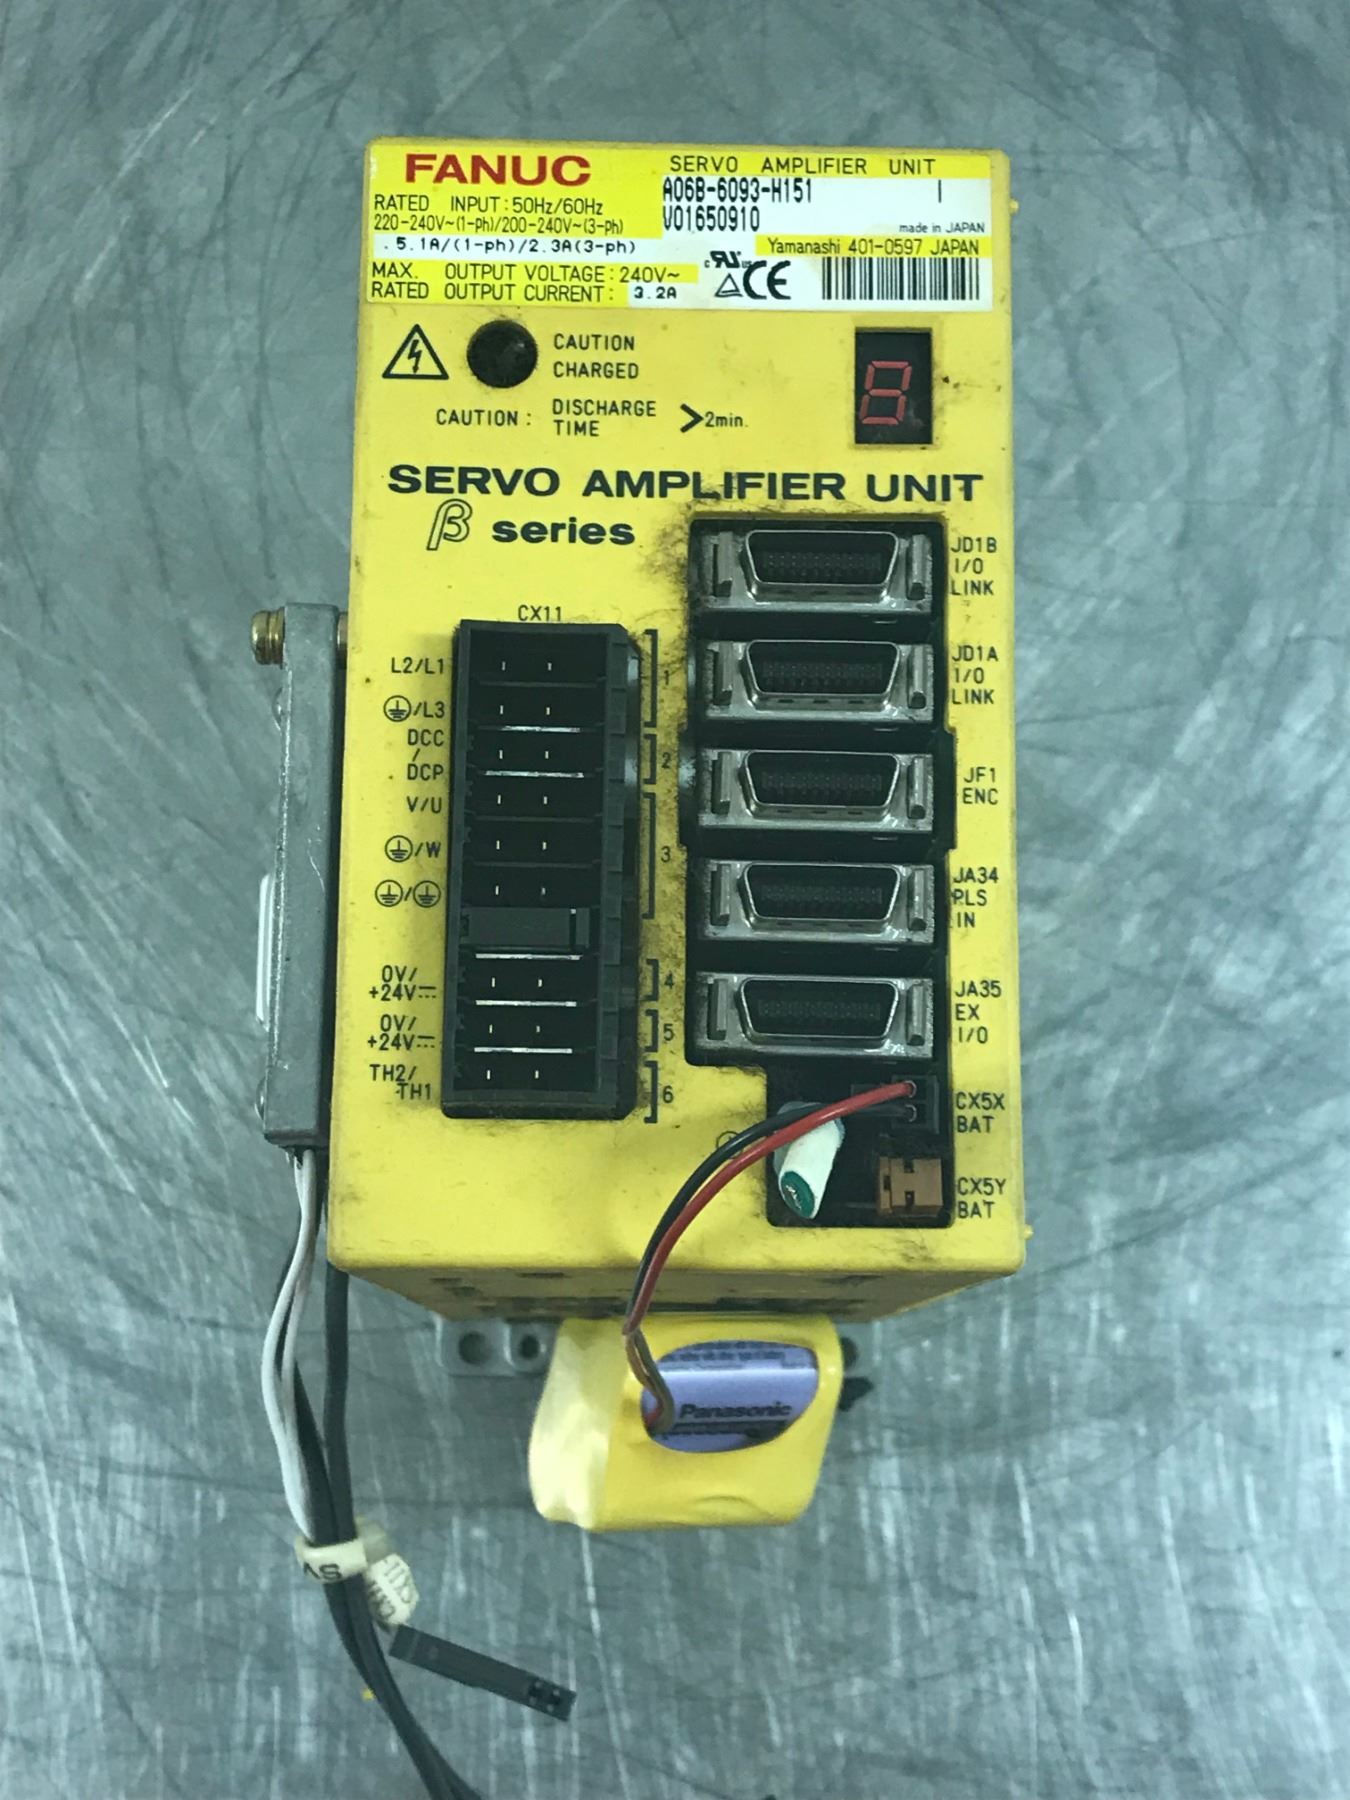 FANUC
SERVO AMPLIFIER UNIT
RATED INPUT: 50Hz/60Hz
220-240V~(1-ph)/200-240V~(3-ph)
5.1A/(1-ph)/2.3A(3-ph)
MAX. OUTPUT VOLTAGE: 240V~
RATED OUTPUT CURRENT: 3.2A
A06B-6093-H151 I
V01650910
made in JAPAN
Yamanashi 401-0597 JAPAN
c us
CE
CAUTION
CHARGED
CAUTION: DISCHARGE TIME >2min.
8
SERVO AMPLIFIER UNIT
β series
CX11
L2/L1
/L3
DCC
/
DCP
V/U
/W
/
0V/
+24V
0V/
+24V
TH2/
TH1
1
2
3
4
5
6
JD1B
I/O
LINK
JD1A
I/O
LINK
JF1
ENC
JA34
PLS
IN
JA35
EX
I/O
CX5X
BAT
CX5Y
BAT
Panasonic
SV